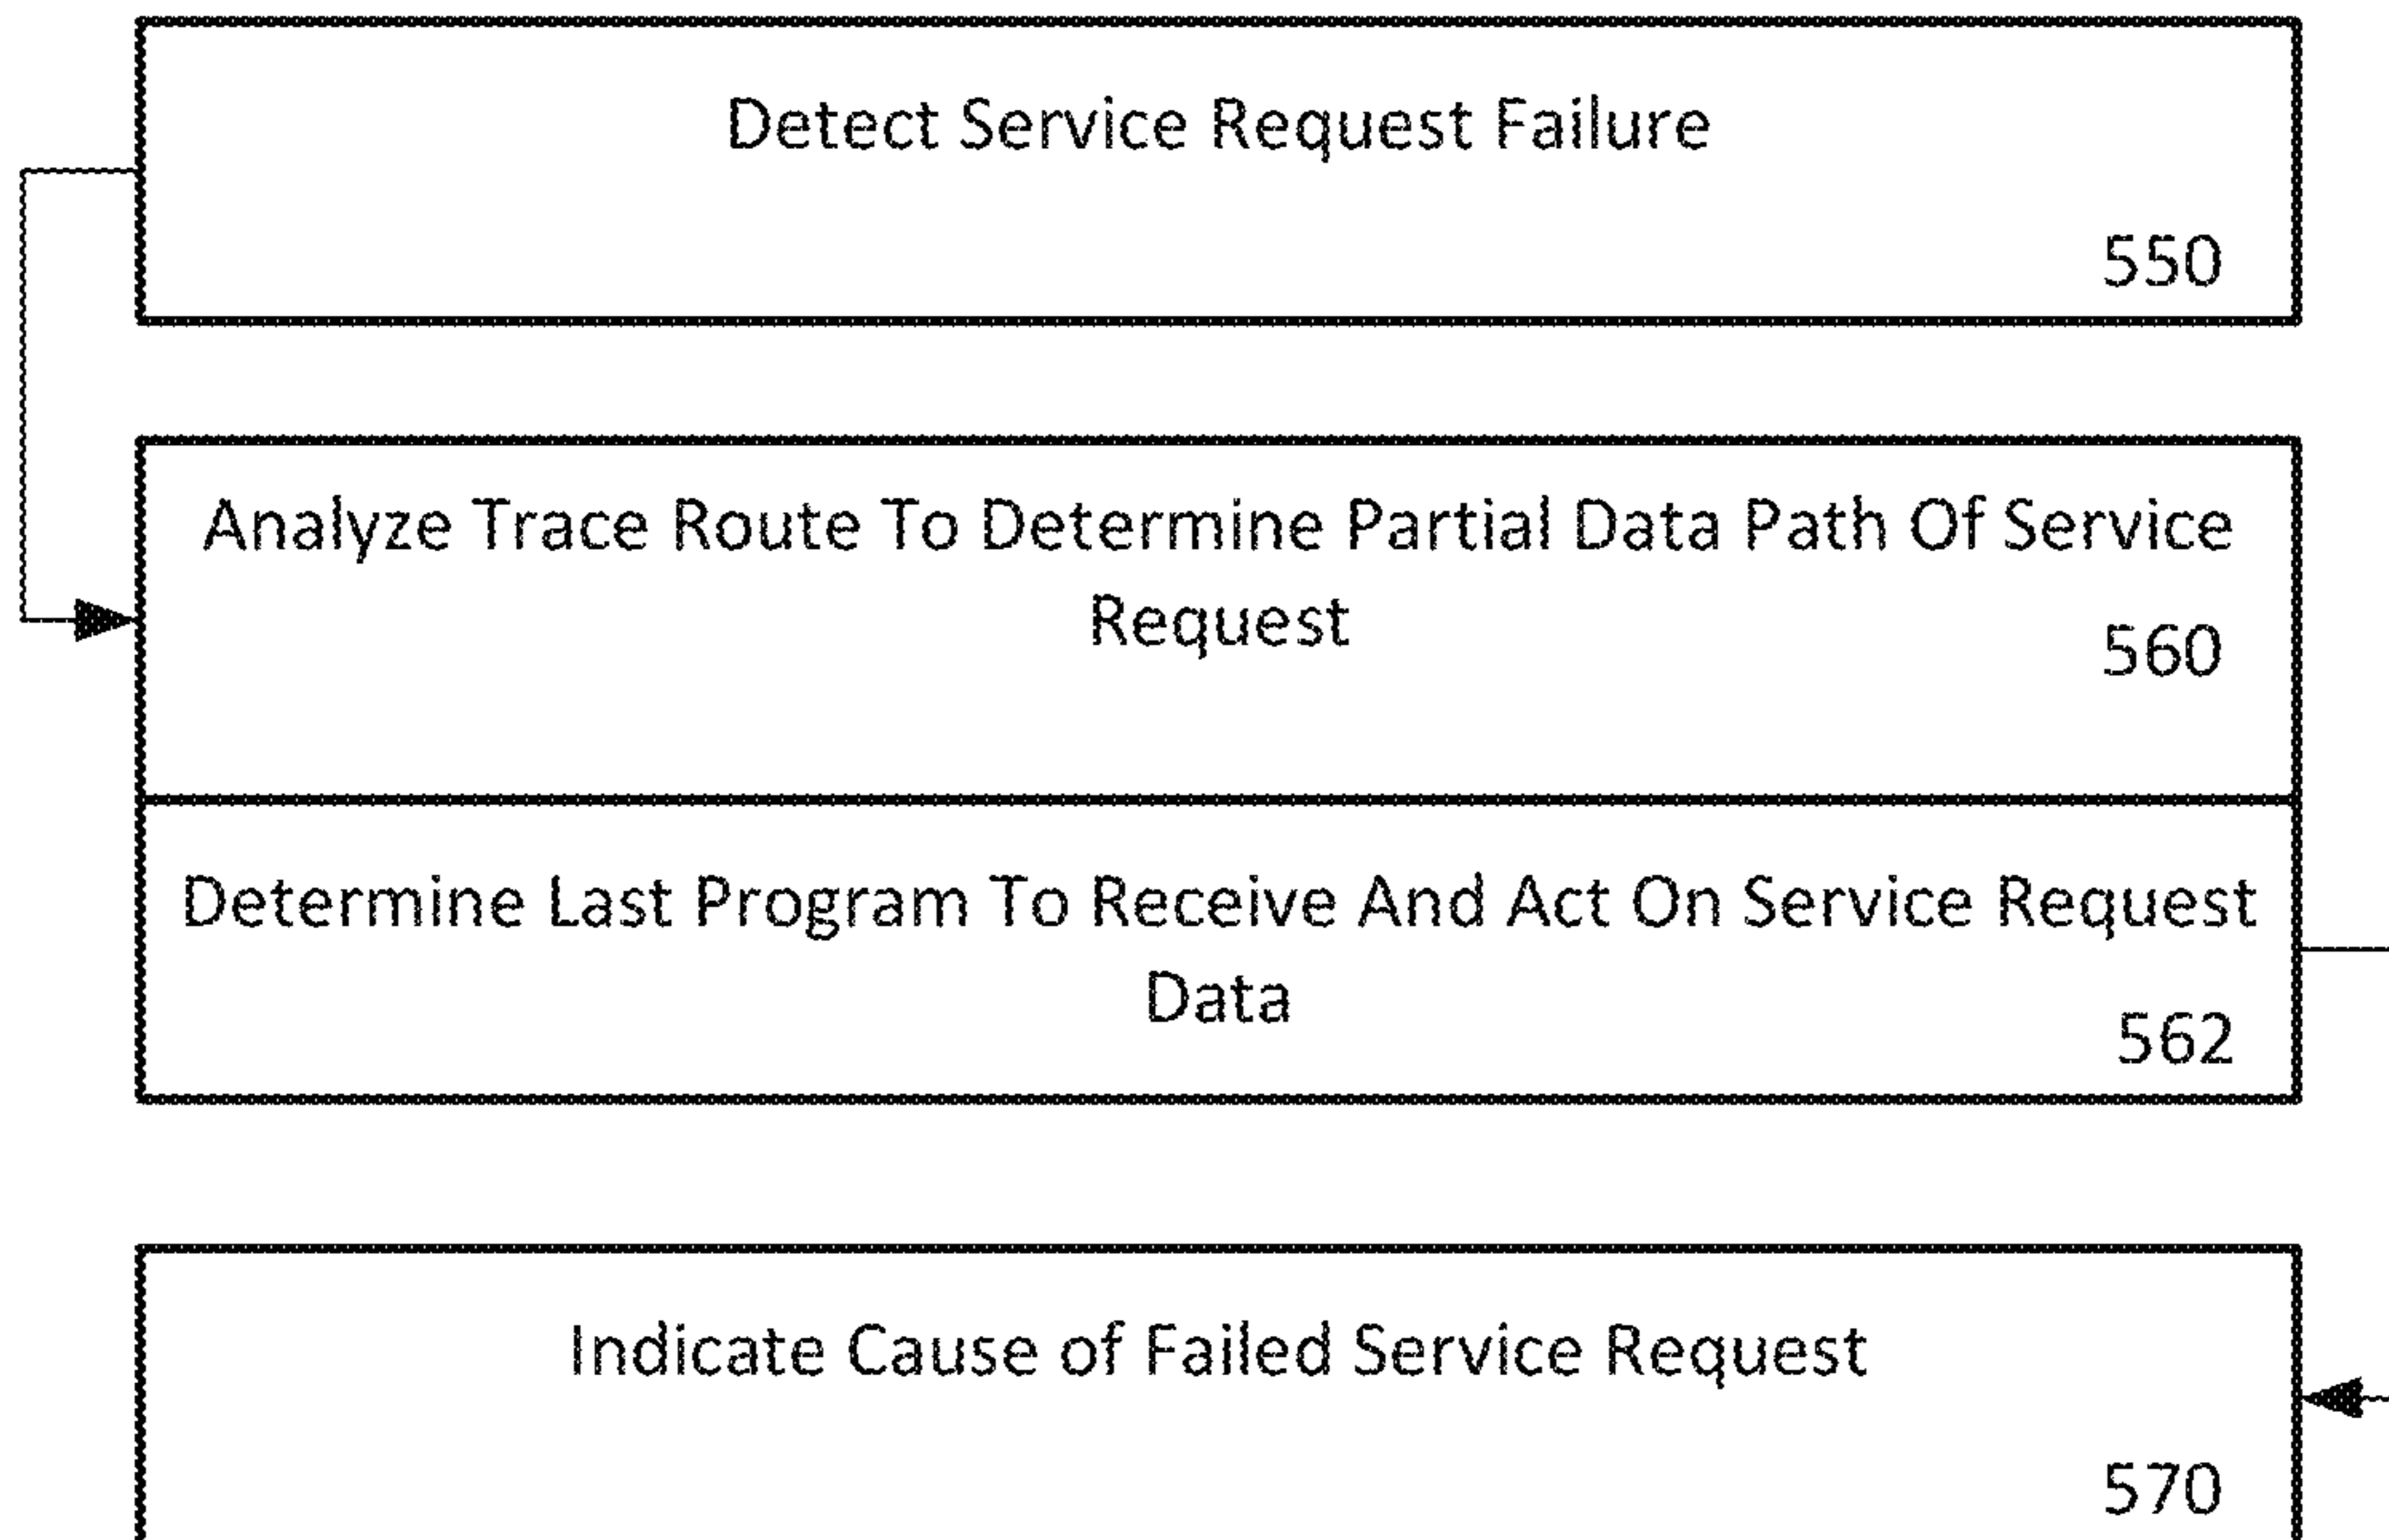 Detect Service Request Failure
550
Analyze Trace Route To Determine Partial Data Path Of Service
Request
560
Determine Last Program To Receive And Act On Service Request
Data
562
Indicate Cause of Failed Service Request
570